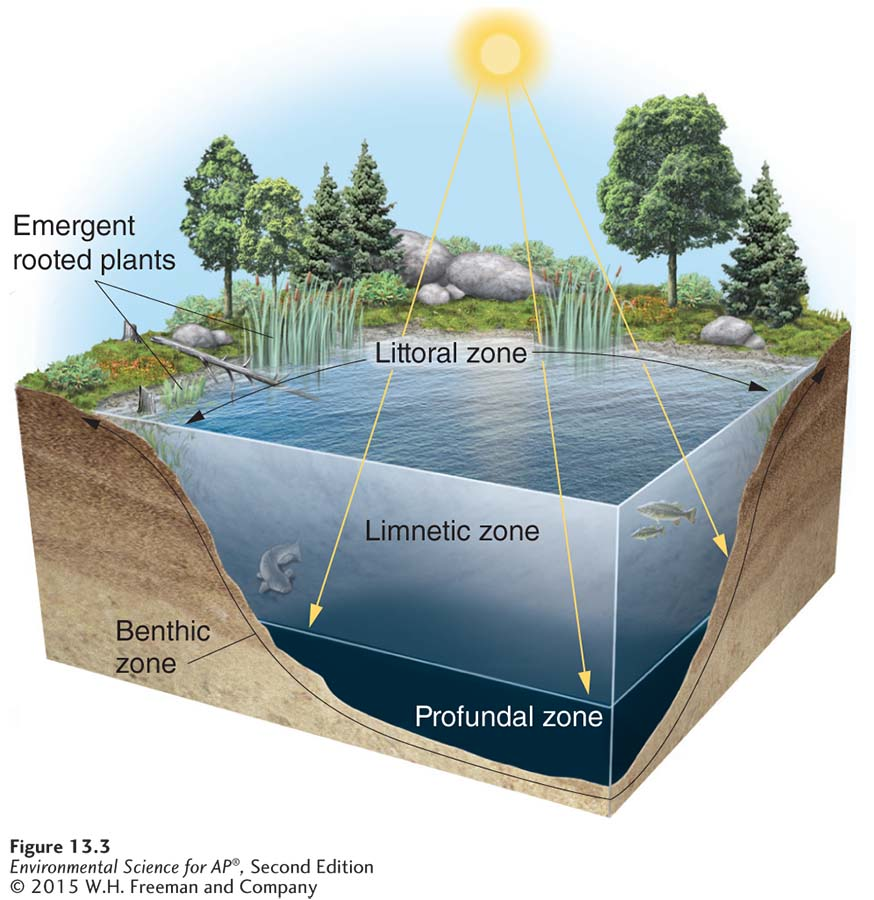 Emergent
rooted plants
Littoral zone
Limnetic zone
Benthic
zone
Profundal zone
Figure 13.3
Environmental Science for AP®, Second Edition
© 2015 W.H. Freeman and Company